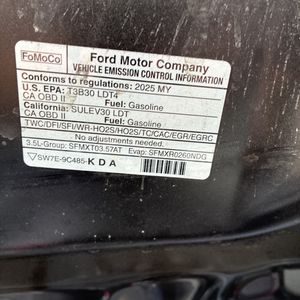 FoMoCo
Ford Motor Company
VEHICLE EMISSION CONTROL INFORMATION
Conforms to regulations: 2025 MY
U.S. EPA: T3B30 LDT4
CA OBD II Fuel: Gasoline
California: SULEV30 LDT
CA OBD II Fuel: Gasoline
TWC/DFI/SFI/WR-HO2S/HO2S/TC/CAC/EGR/EGRC
No adjustments needed.
3.5L-Group: SFMXT03.57AT Evap: SFMXR0260NDG
SW7E-9C485-KDA